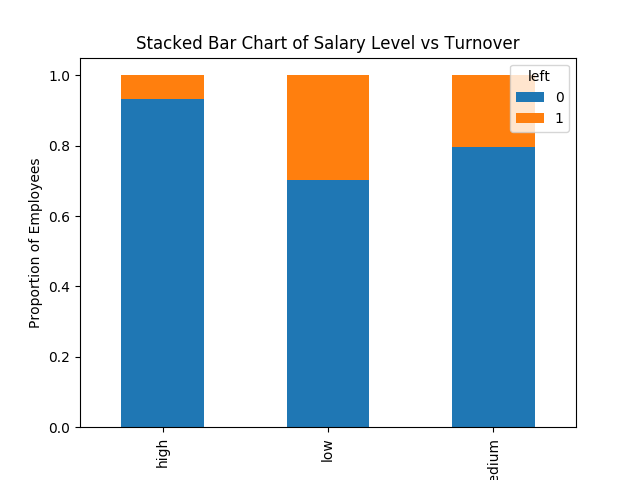 Stacked Bar Chart of Salary Level vs Turnover
left
0
1
1.0
0.8
0.6
0.4
0.2
0.0
Proportion of Employees
high
low
edium